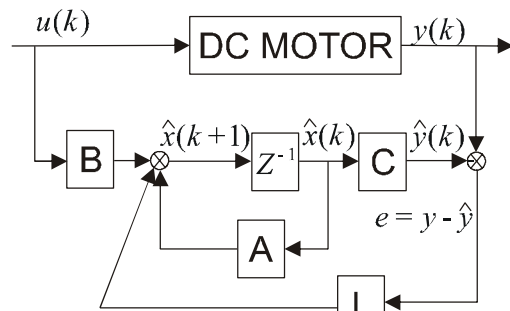 u(k)
DC MOTOR
y(k)
B
x̂(k+1)
Z⁻¹
x̂(k)
C
ŷ(k)
e = y - ŷ
A